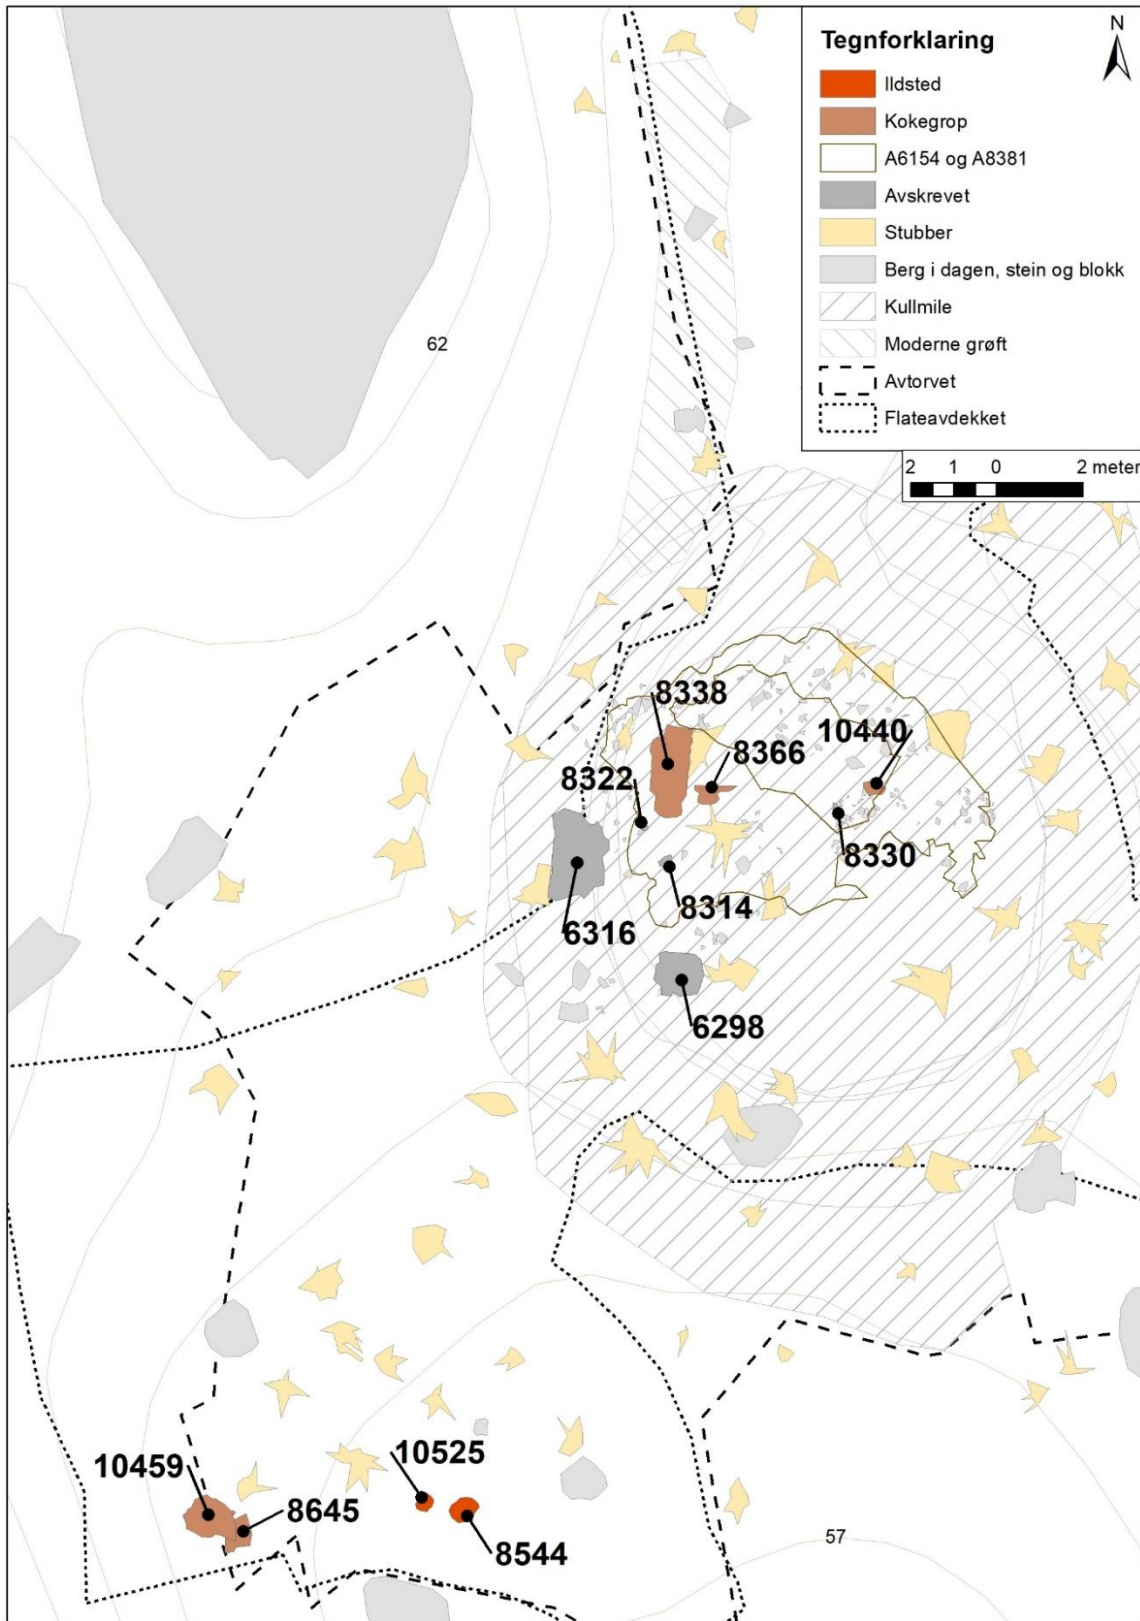 Tegnforklaring
N
Ildsted
Kokegrop
A6154 og A8381
Avskrevet
Stubber
Berg i dagen, stein og blokk
Kullmile
Moderne grøft
Avtorvet
Flateavdekket
2 1 0 2 meter
62
8338
10440
8366
8322
8330
8314
6316
6298
10525
10459
8645
8544
57